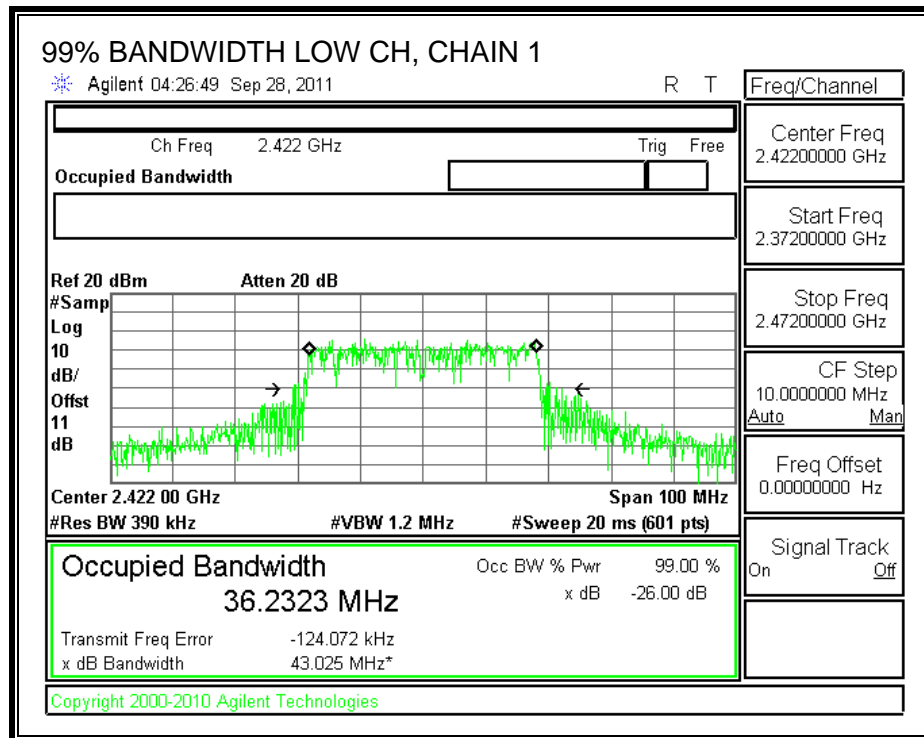 99% BANDWIDTH LOW CH, CHAIN 1
Agilent 04:26:49 Sep 28, 2011 R T
Freq/Channel
Ch Freq 2.422 GHz Trig Free
Occupied Bandwidth
Center Freq
2.42200000 GHz
Start Freq
2.37200000 GHz
Stop Freq
2.47200000 GHz
CF Step
10.0000000 MHz
Auto Man
Freq Offset
0.00000000 Hz
Signal Track
On Off
Ref 20 dBm Atten 20 dB
#Samp
Log
10
dB/
Offst
11
dB
Center 2.422 00 GHz Span 100 MHz
#Res BW 390 kHz #VBW 1.2 MHz #Sweep 20 ms (601 pts)
Occupied Bandwidth Occ BW % Pwr 99.00 %
36.2323 MHz x dB -26.00 dB
Transmit Freq Error -124.072 kHz
x dB Bandwidth 43.025 MHz*
Copyright 2000-2010 Agilent Technologies